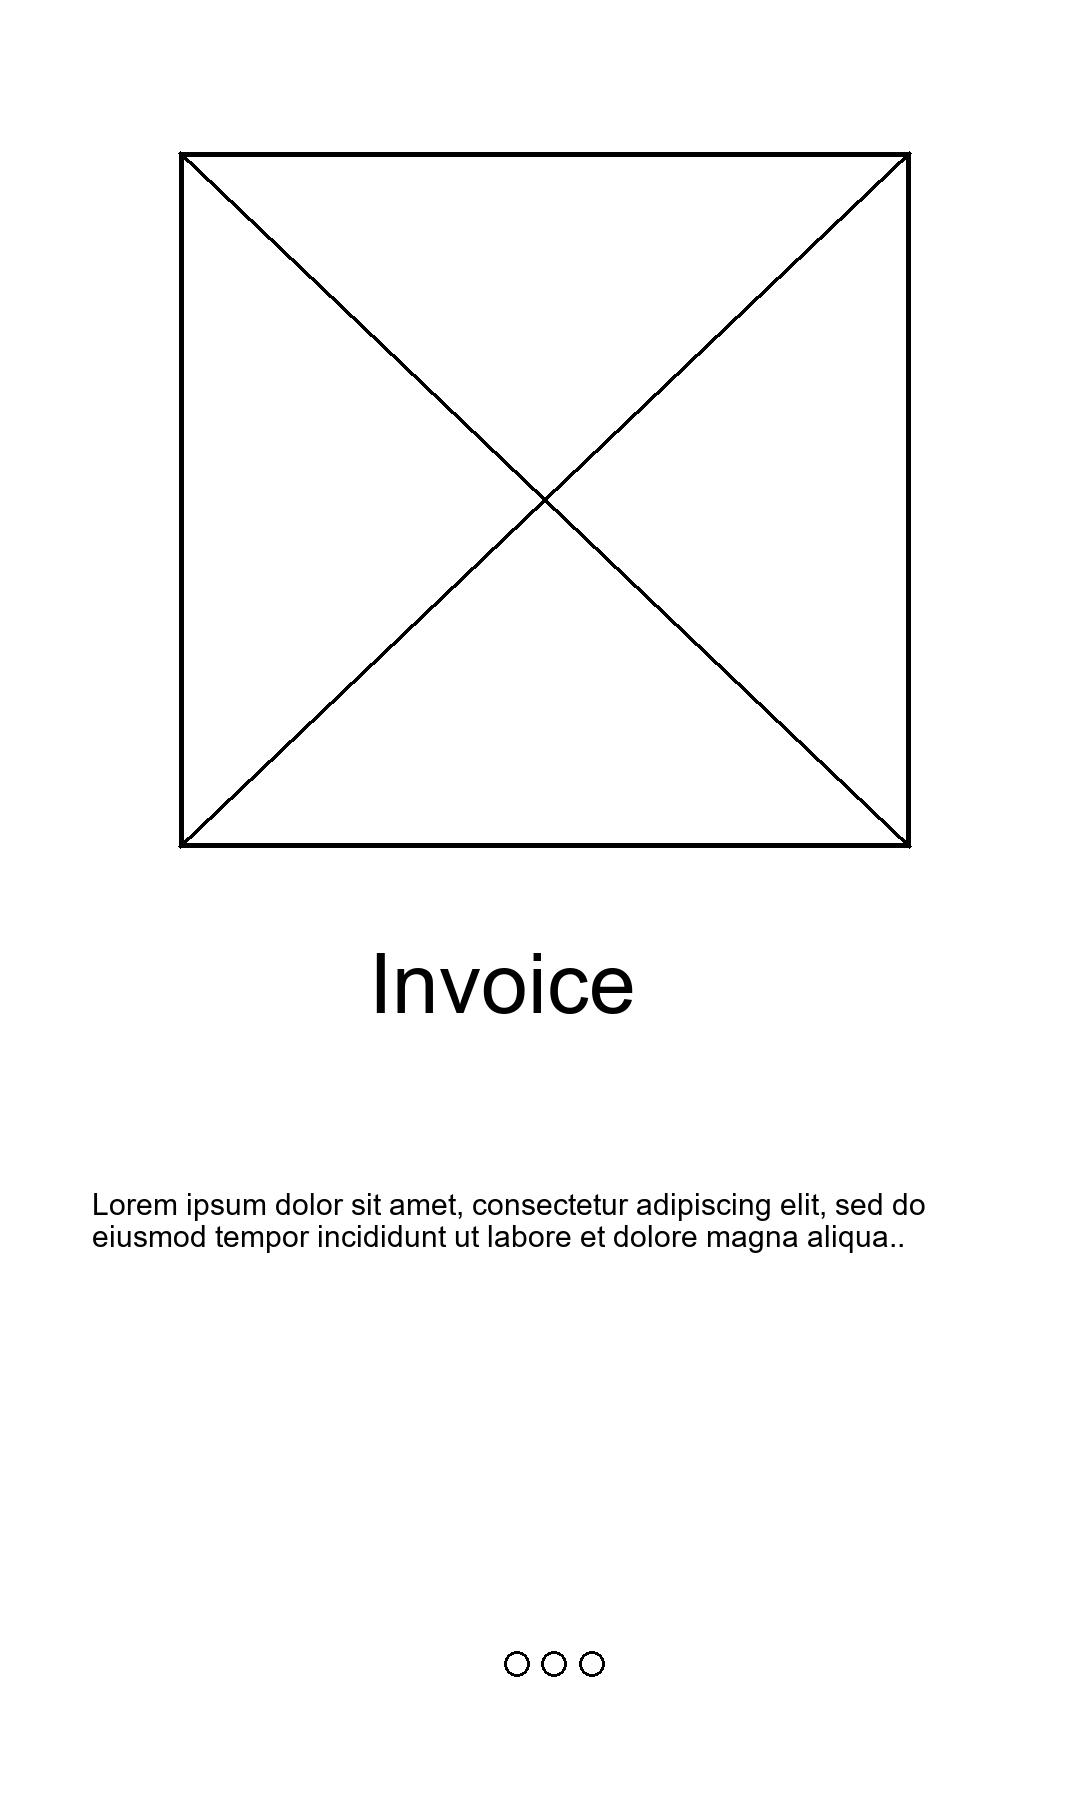 Invoice
Lorem ipsum dolor sit amet, consectetur adipiscing elit, sed do
eiusmod tempor incididunt ut labore et dolore magna aliqua..